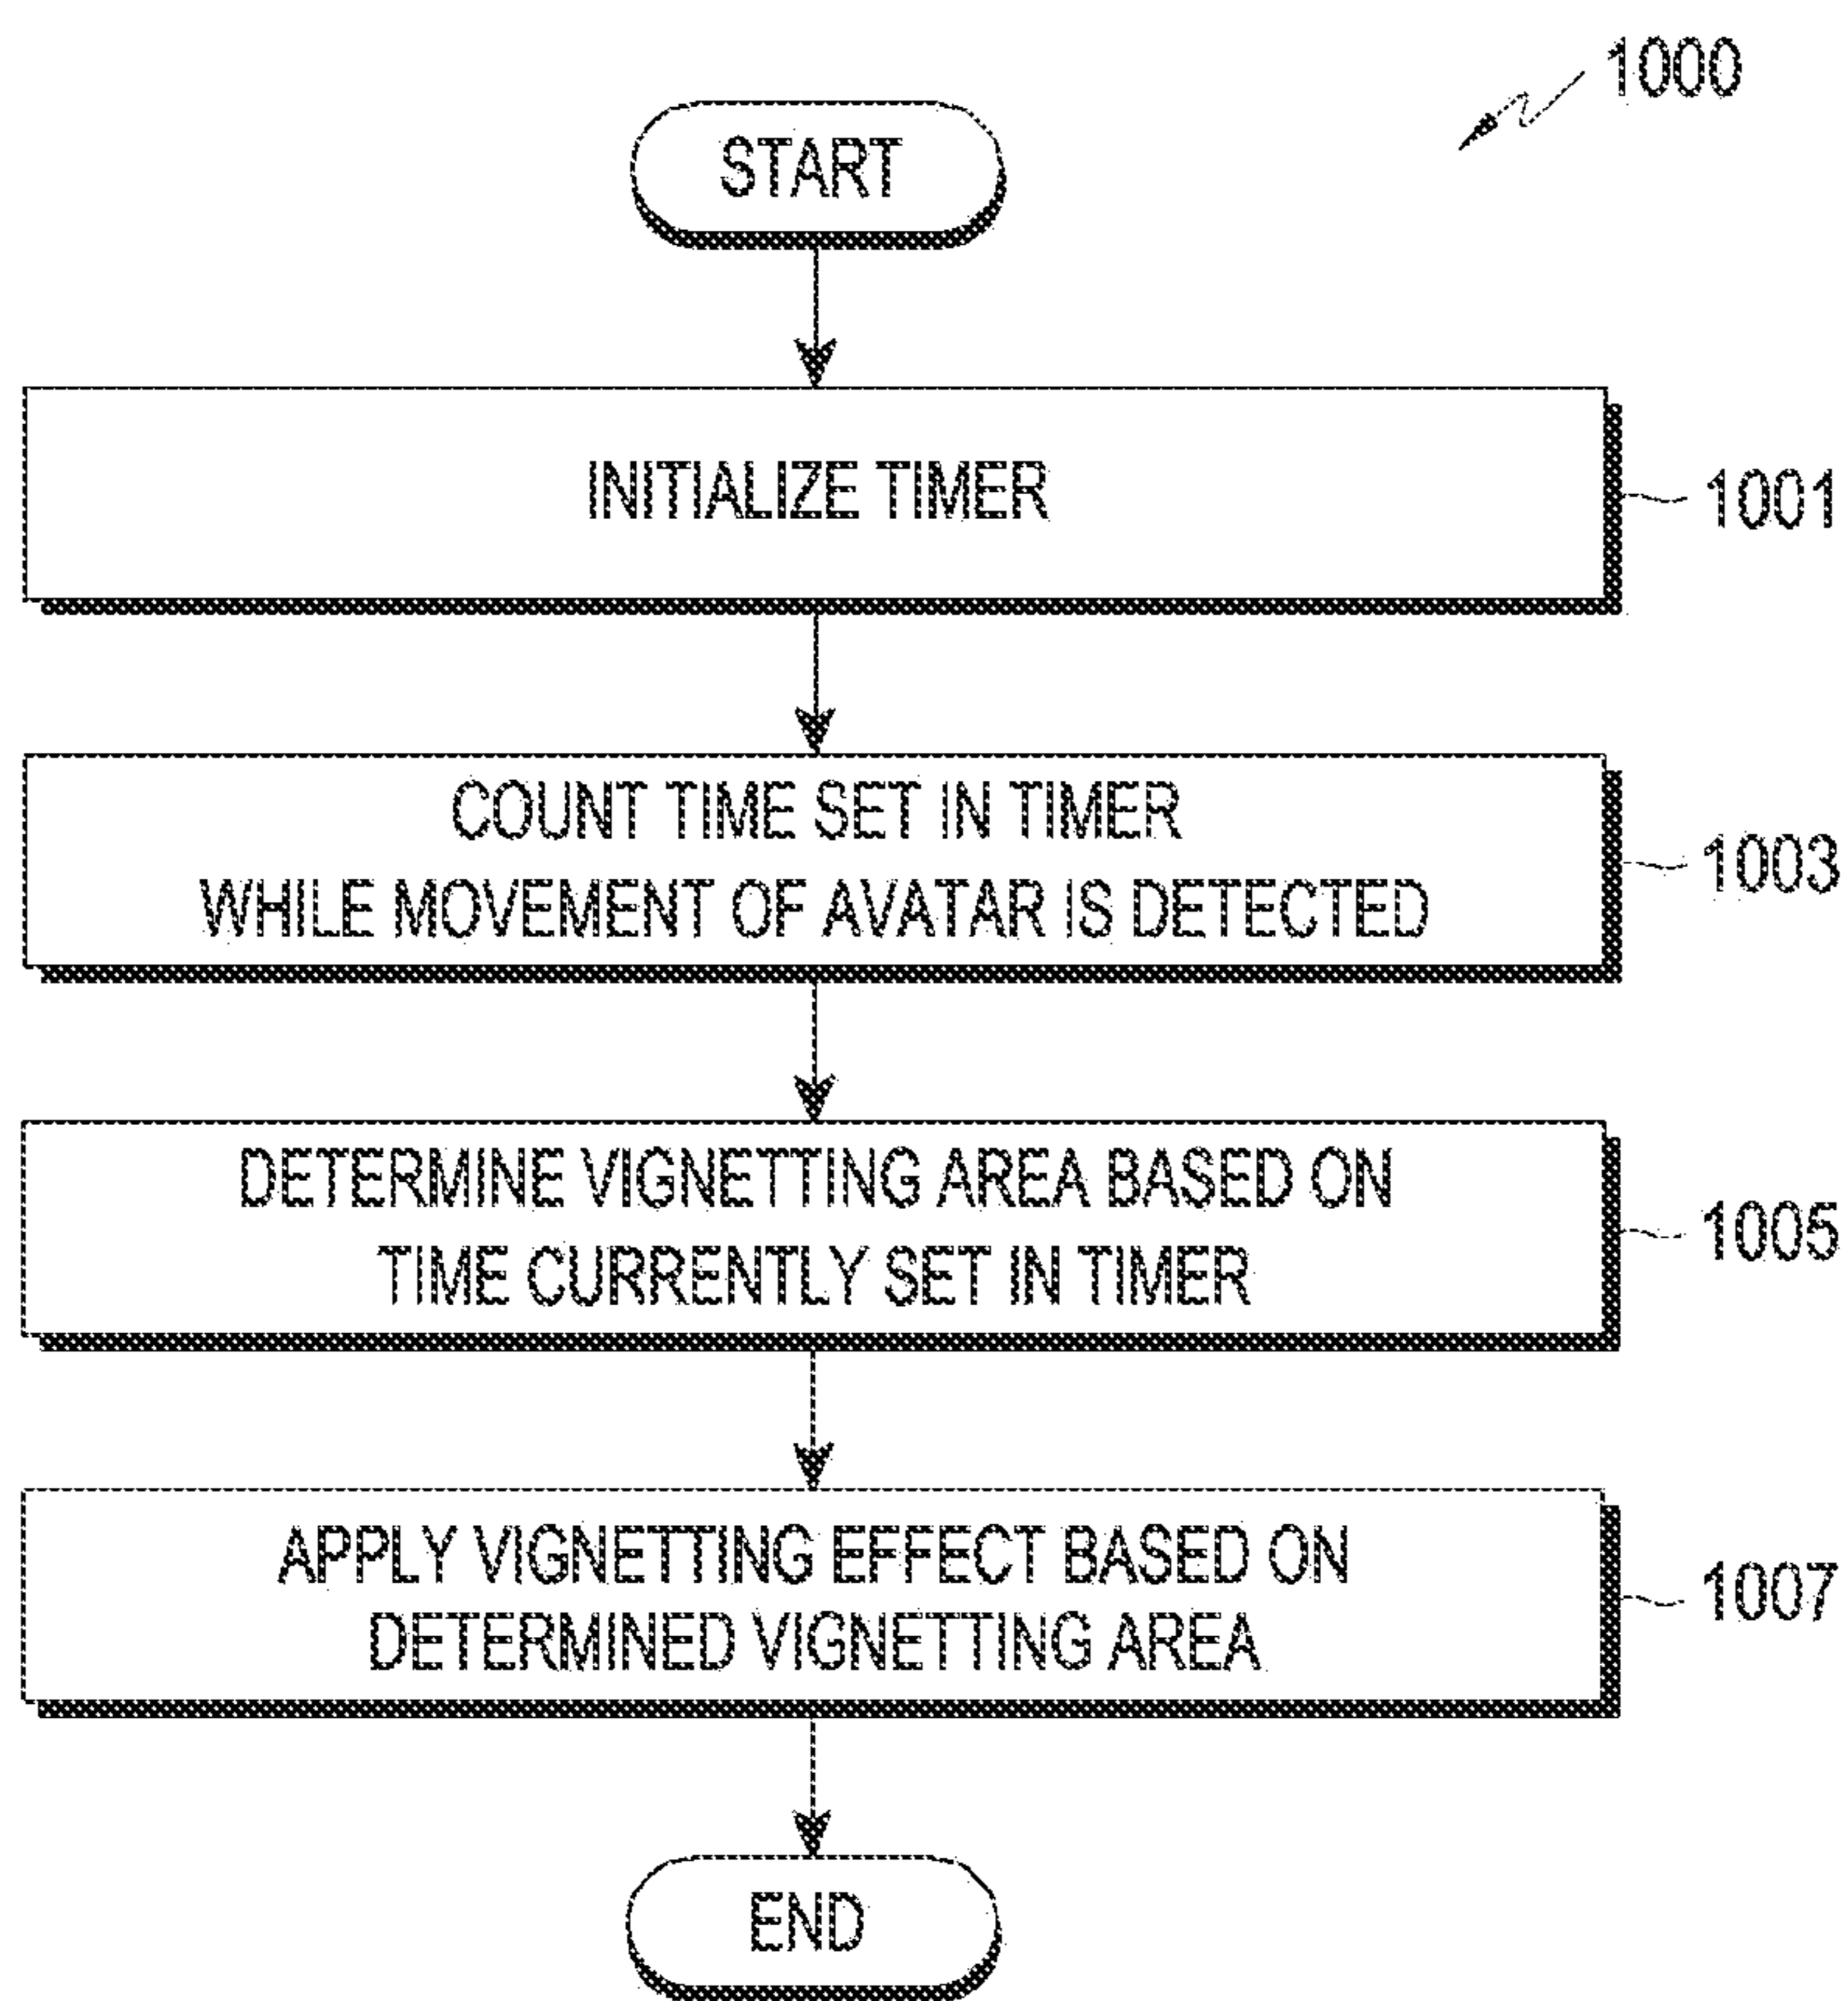 1000
START
INITIALIZE TIMER
1001
COUNT TIME SET IN TIMER
WHILE MOVEMENT OF AVATAR IS DETECTED
1003
DETERMINE VIGNETTING AREA BASED ON
TIME CURRENTLY SET IN TIMER
1005
APPLY VIGNETTING EFFECT BASED ON
DETERMINED VIGNETTING AREA
1007
END